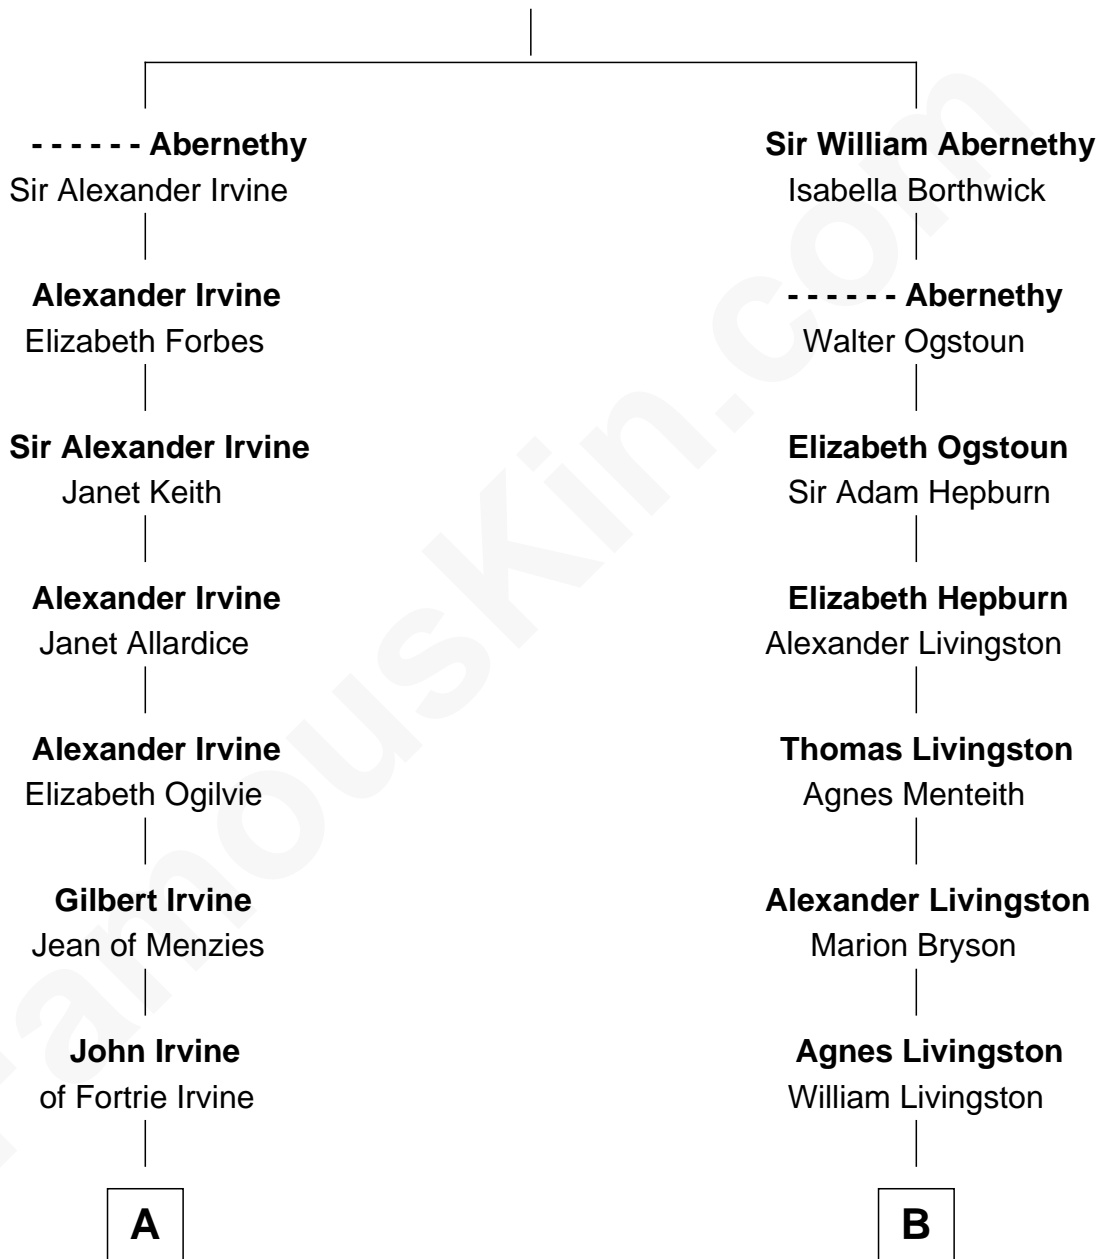 - - - - - - Abernethy
Sir Alexander Irvine
Alexander Irvine
Elizabeth Forbes
Sir Alexander Irvine
Janet Keith
Alexander Irvine
Janet Allardice
Alexander Irvine
Elizabeth Ogilvie
Gilbert Irvine
Jean of Menzies
John Irvine
of Fortrie Irvine
A
Sir William Abernethy
Isabella Borthwick
- - - - - - Abernethy
Walter Ogstoun
Elizabeth Ogstoun
Sir Adam Hepburn
Elizabeth Hepburn
Alexander Livingston
Thomas Livingston
Agnes Menteith
Alexander Livingston
Marion Bryson
Agnes Livingston
William Livingston
B
FamousKin.com